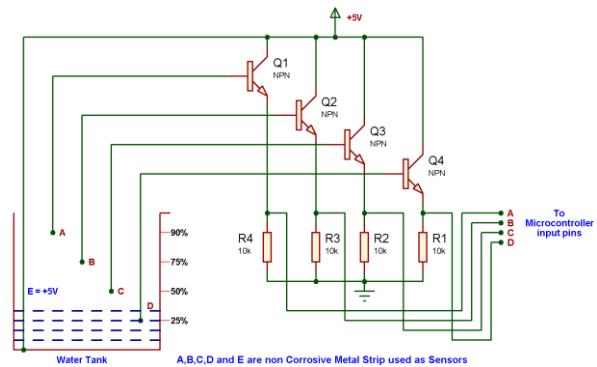 +5V
Q1
NPN
Q2
NPN
Q3
NPN
Q4
NPN
A
B
C
D
To
Microcontroller
input pins
A
90%
B
75%
E = +5V
C
50%
D
25%
R4
10k
R3
10k
R2
10k
R1
10k
Water Tank
A,B,C,D and E are non Corrosive Metal Strip used as Sensors